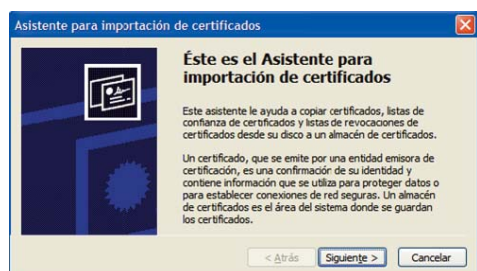 Asistente para importación de certificados
Éste es el Asistente para
importación de certificados
Este asistente le ayuda a copiar certificados, listas de
confianza de certificados y listas de revocaciones de
certificados desde su disco a un almacén de certificados.
Un certificado, que se emite por una entidad emisora de
certificación, es una confirmación de su identidad y
contiene información que se utiliza para proteger datos o
para establecer conexiones de red seguras. Un almacén
de certificados es el área del sistema donde se guardan
los certificados.
< Atrás Siguiente > Cancelar